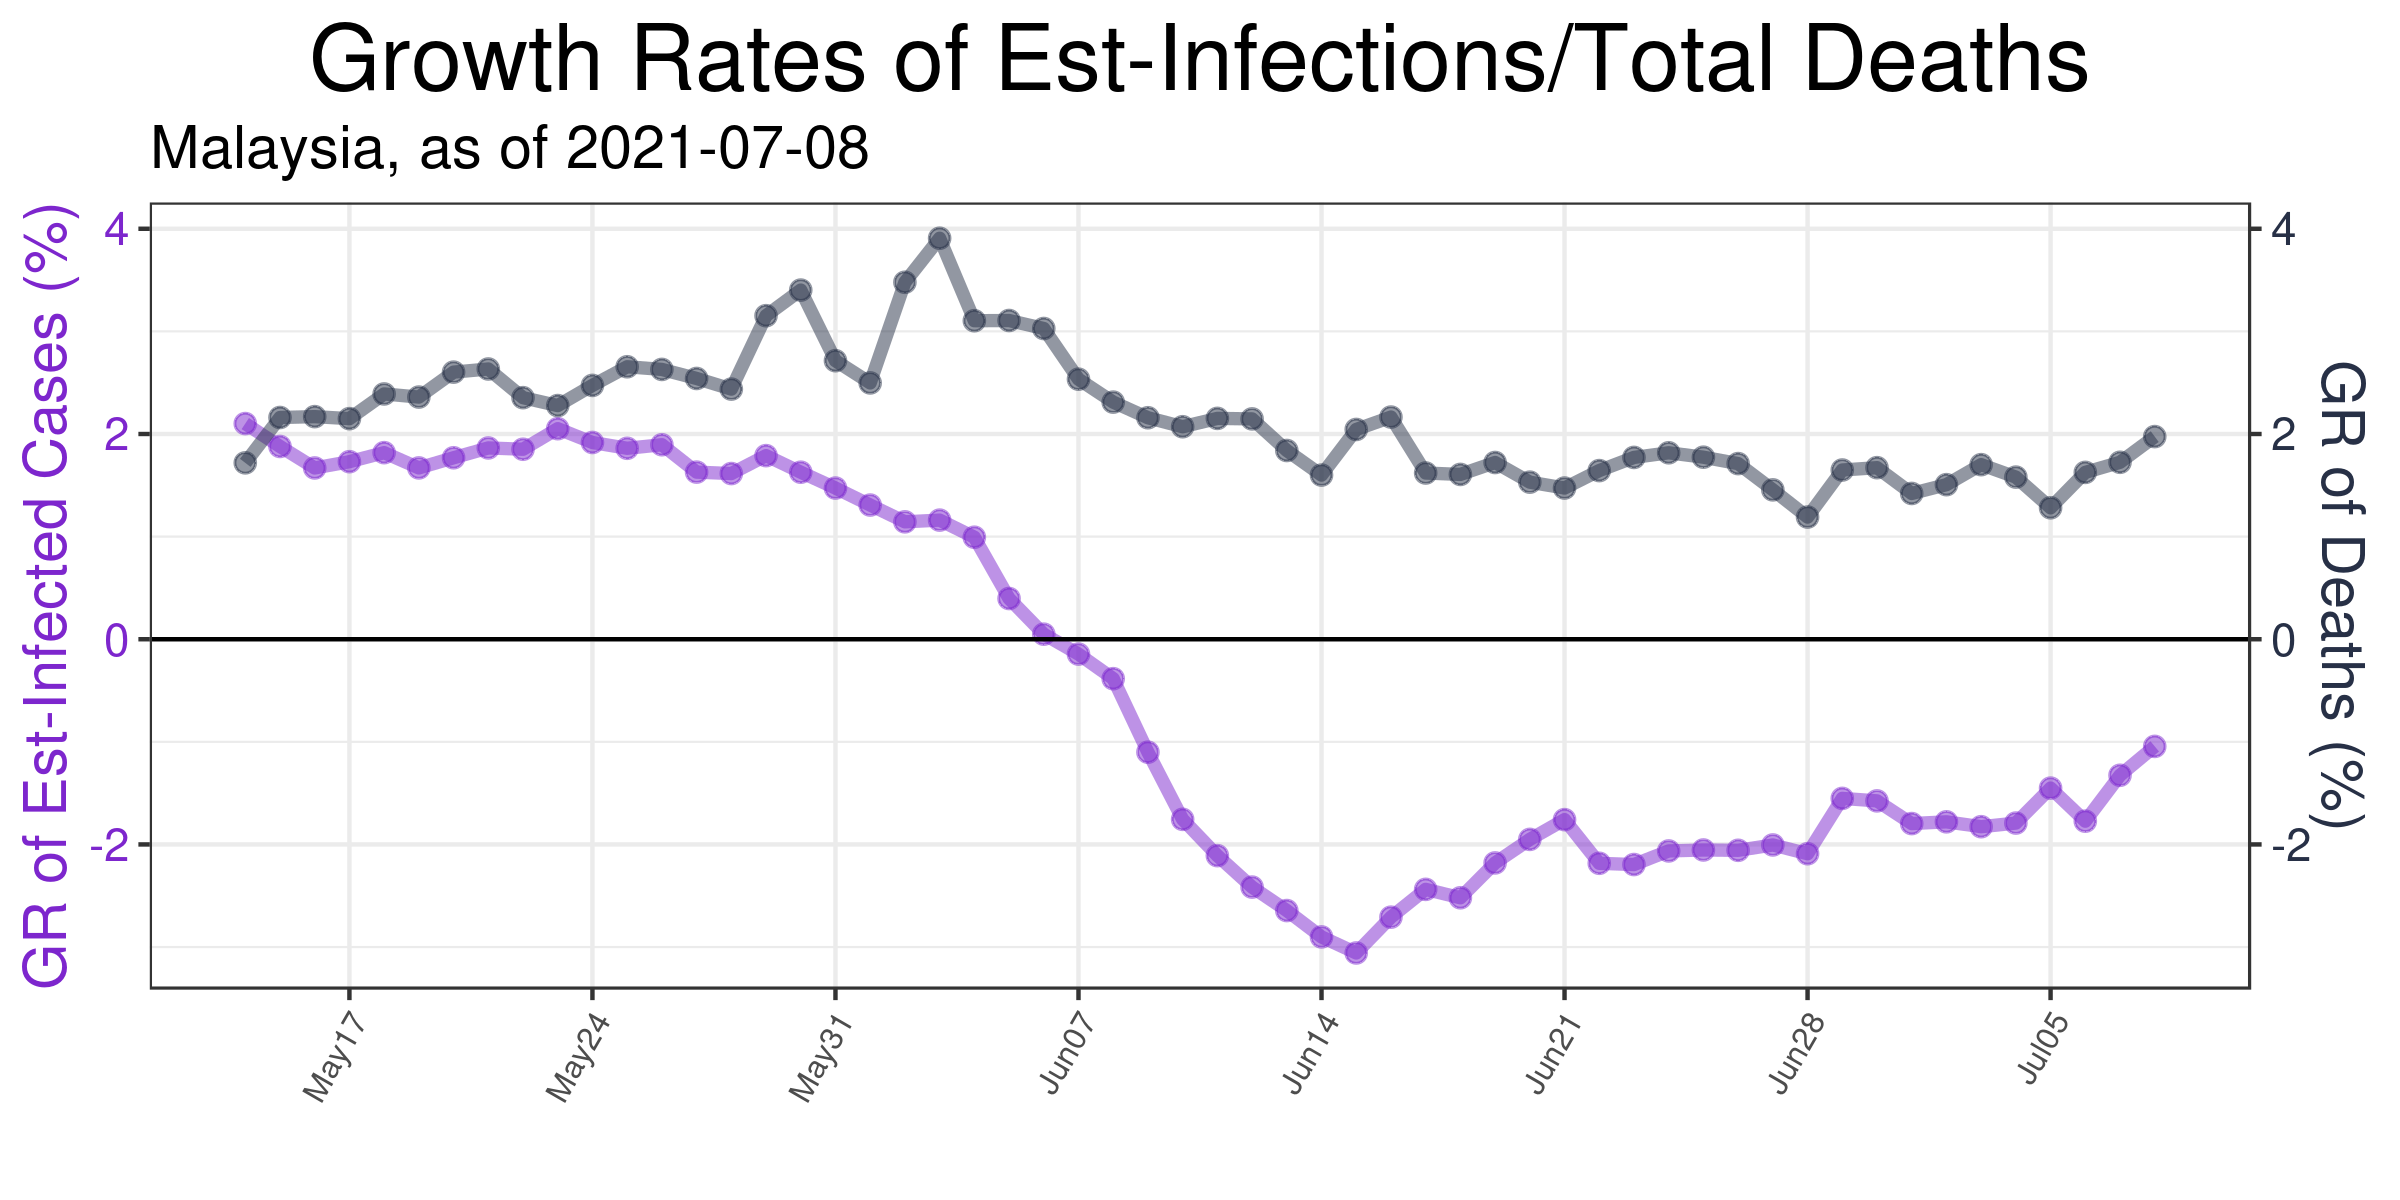 Growth Rates of Est-Infections/Total Deaths
Malaysia, as of 2021-07-08
GR of Est-Infected Cases (%)
4
2
0
-2
4
2
0
-2
GR of Deaths (%)
May17
May24
May31
Jun07
Jun14
Jun21
Jun28
Jul05